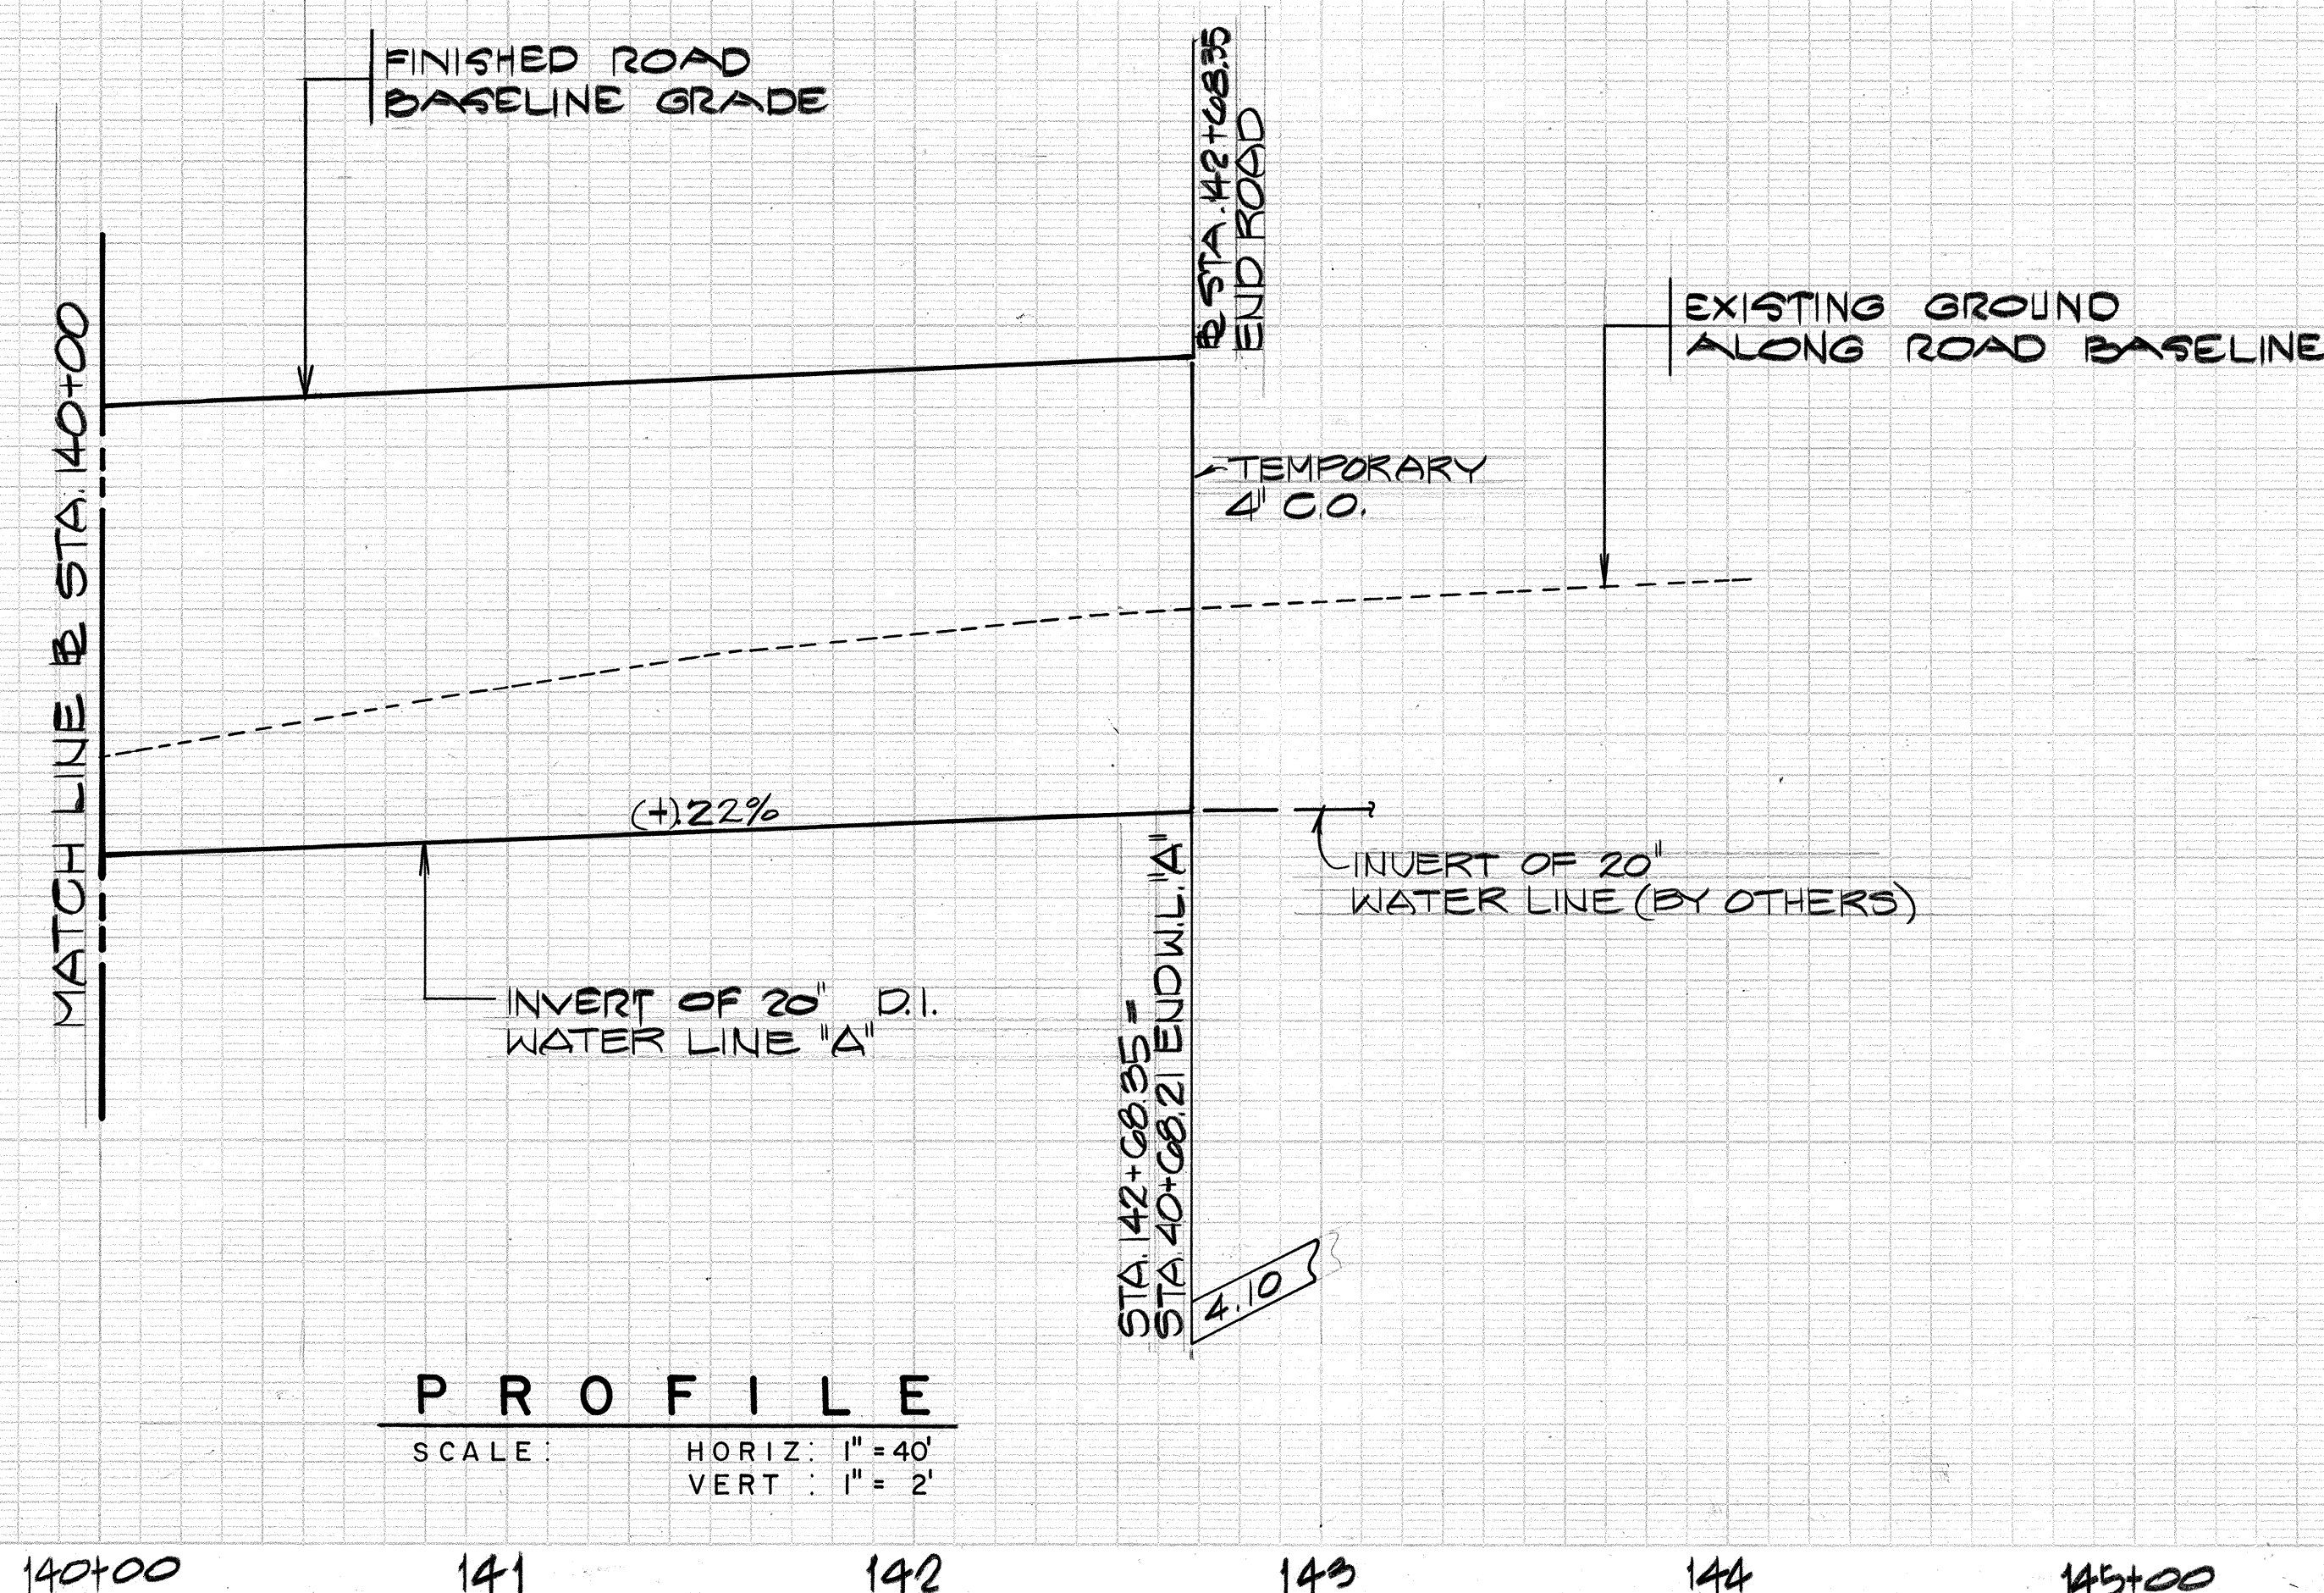 FINISHED ROAD
BASELINE GRADE
℄ STA. 142+68.35
END ROAD
EXISTING GROUND
ALONG ROAD BASELINE
MATCH LINE ℄ STA. 140+00
TEMPORARY
4" C.O.
(+).22%
INVERT OF 20"
WATER LINE (BY OTHERS)
INVERT OF 20" D.I.
WATER LINE "A"
STA. 142+68.35=
STA. 40+68.21 END W.L. "A"
4.10
PROFILE
SCALE: HORIZ: 1" = 40'
VERT : 1" = 2'
140+00 141 142 143 144 145+00